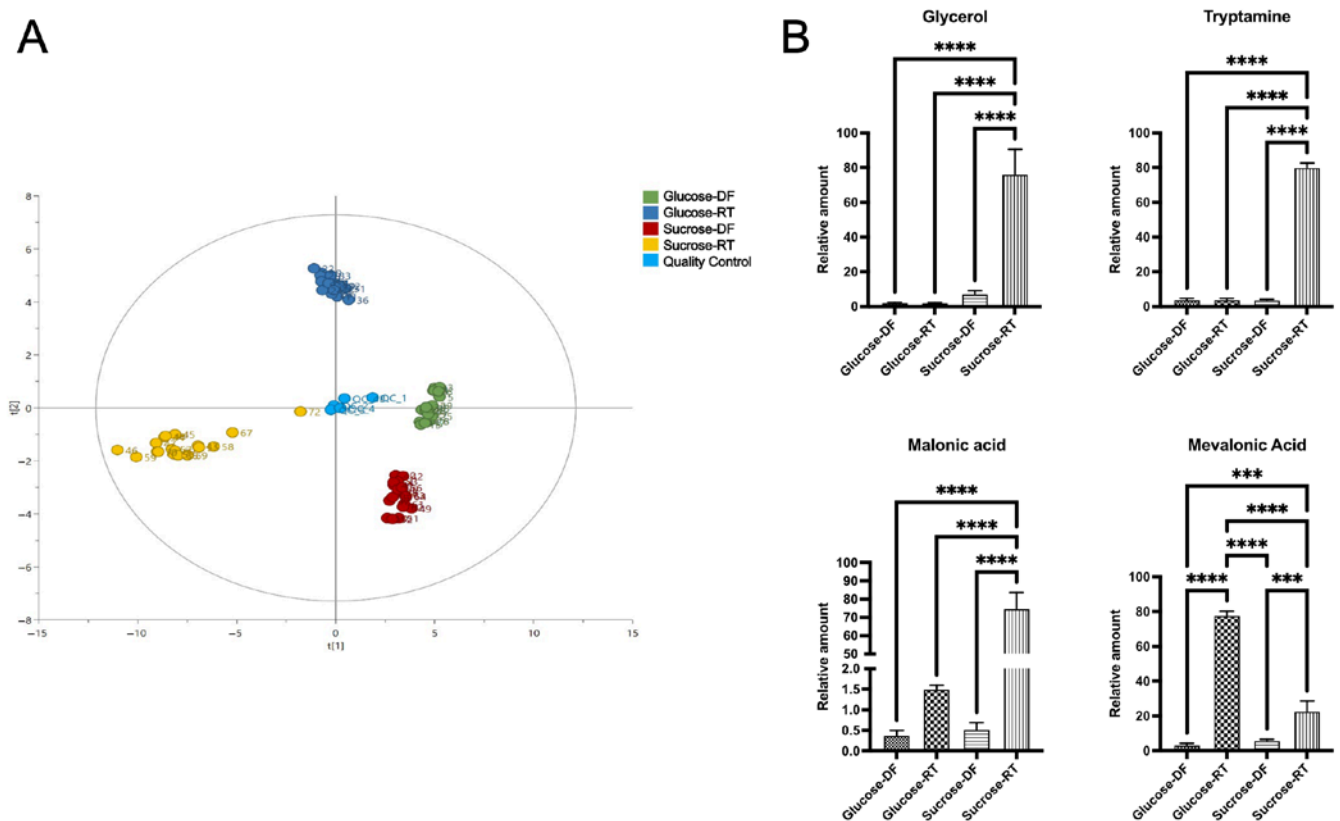 A
Glucose-DF
Glucose-RT
Sucrose-DF
Sucrose-RT
Quality Control
8
6
4
2
0
−2
−4
−6
−8
t[2]
−15
−10
−5
0
5
10
15
t[1]
36
QC_1
72
67
45
46
59
58
42
49
B
Glycerol
****
****
****
Relative amount
100
80
60
40
20
0
Glucose-DF
Glucose-RT
Sucrose-DF
Sucrose-RT
Tryptamine
****
****
****
Relative amount
100
80
60
40
20
0
Glucose-DF
Glucose-RT
Sucrose-DF
Sucrose-RT
Malonic acid
****
****
****
Relative amount
100
90
80
70
60
50
2.0
1.5
1.0
0.5
0.0
Glucose-DF
Glucose-RT
Sucrose-DF
Sucrose-RT
Mevalonic Acid
***
****
****
****
***
Relative amount
100
80
60
40
20
0
Glucose-DF
Glucose-RT
Sucrose-DF
Sucrose-RT